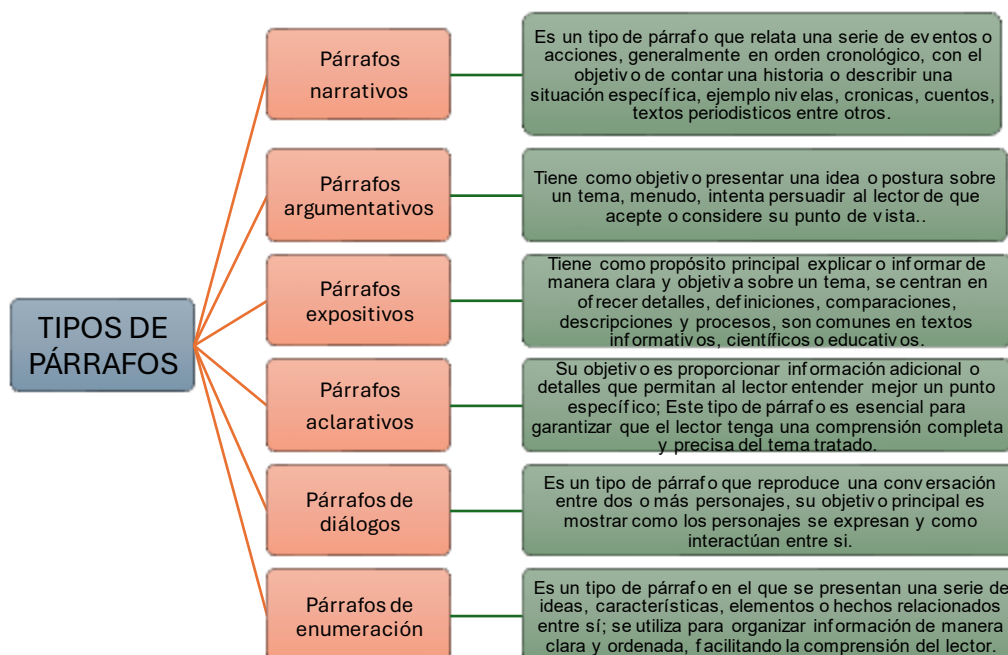 TIPOS DE
PÁRRAFOS
Párrafos
narrativos
Es un tipo de párrafo que relata una serie de eventos o
acciones, generalmente en orden cronológico, con el
objetivo de contar una historia o describir una
situación específica, ejemplo nivelas, cronicas, cuentos,
textos periodisticos entre otros.
Párrafos
argumentativos
Tiene como objetivo presentar una idea o postura sobre
un tema, menudo, intenta persuadir al lector de que
acepte o considere su punto de vista..
Párrafos
expositivos
Tiene como propósito principal explicar o informar de
manera clara y objetiva sobre un tema, se centran en
ofrecer detalles, definiciones, comparaciones,
descripciones y procesos, son comunes en textos
informativos, científicos o educativos.
Párrafos
aclarativos
Su objetivo es proporcionar información adicional o
detalles que permitan al lector entender mejor un punto
específico; Este tipo de párrafo es esencial para
garantizar que el lector tenga una comprensión completa
y precisa del tema tratado.
Párrafos de
diálogos
Es un tipo de párrafo que reproduce una conversación
entre dos o más personajes, su objetivo principal es
mostrar como los personajes se expresan y como
interactúan entre si.
Párrafos de
enumeración
Es un tipo de párrafo en el que se presentan una serie de
ideas, características, elementos o hechos relacionados
entre sí; se utiliza para organizar información de manera
clara y ordenada, facilitando la comprensión del lector.